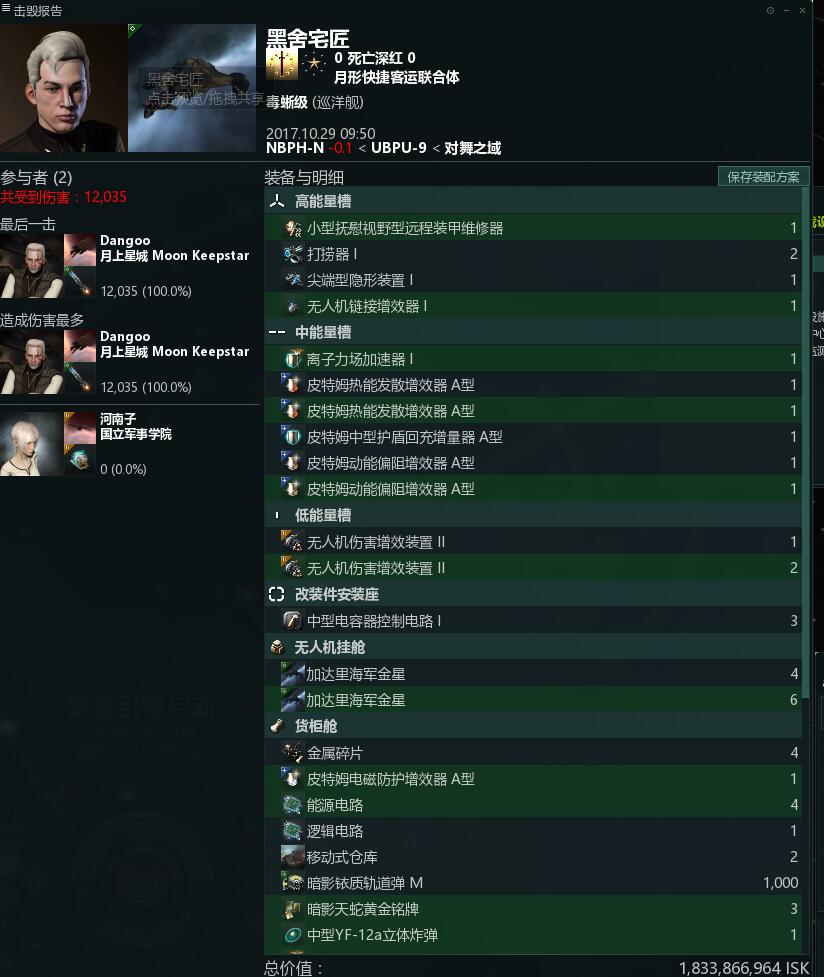 击毁报告
黑舍宅匠
0 死亡深红 0
月形快捷客运联合体
黑舍宅匠
点击预览/拖拽共享
毒蜥级 (巡洋舰)
2017.10.29 09:50
NBPH-N -0.1 < UBPU-9 < 对舞之域
参与者 (2)
共受到伤害：12,035
最后一击
Dangoo
月上星城 Moon Keepstar
12,035 (100.0%)
造成伤害最多
Dangoo
月上星城 Moon Keepstar
12,035 (100.0%)
河南子
国立军事学院
0 (0.0%)
装备与明细
保存装配方案
高能量槽
小型抚慰视野型远程装甲维修器 1
打捞器 I 2
尖端型隐形装置 I 1
无人机链接增效器 I 1
中能量槽
离子力场加速器 I 1
皮特姆热能发散增效器 A型 1
皮特姆热能发散增效器 A型 1
皮特姆中型护盾回充增量器 A型 1
皮特姆动能偏阻增效器 A型 1
皮特姆动能偏阻增效器 A型 1
低能量槽
无人机伤害增效装置 II 1
无人机伤害增效装置 II 2
改装件安装座
中型电容器控制电路 I 3
无人机挂舱
加达里海军金星 4
加达里海军金星 6
货柜舱
金属碎片 4
皮特姆电磁防护增效器 A型 1
能源电路 4
逻辑电路 1
移动式仓库 2
暗影铱质轨道弹 M 1,000
暗影天蛇黄金铭牌 3
中型YF-12a立体炸弹 1
总价值： 1,833,866,964 ISK
跃迁引擎启动